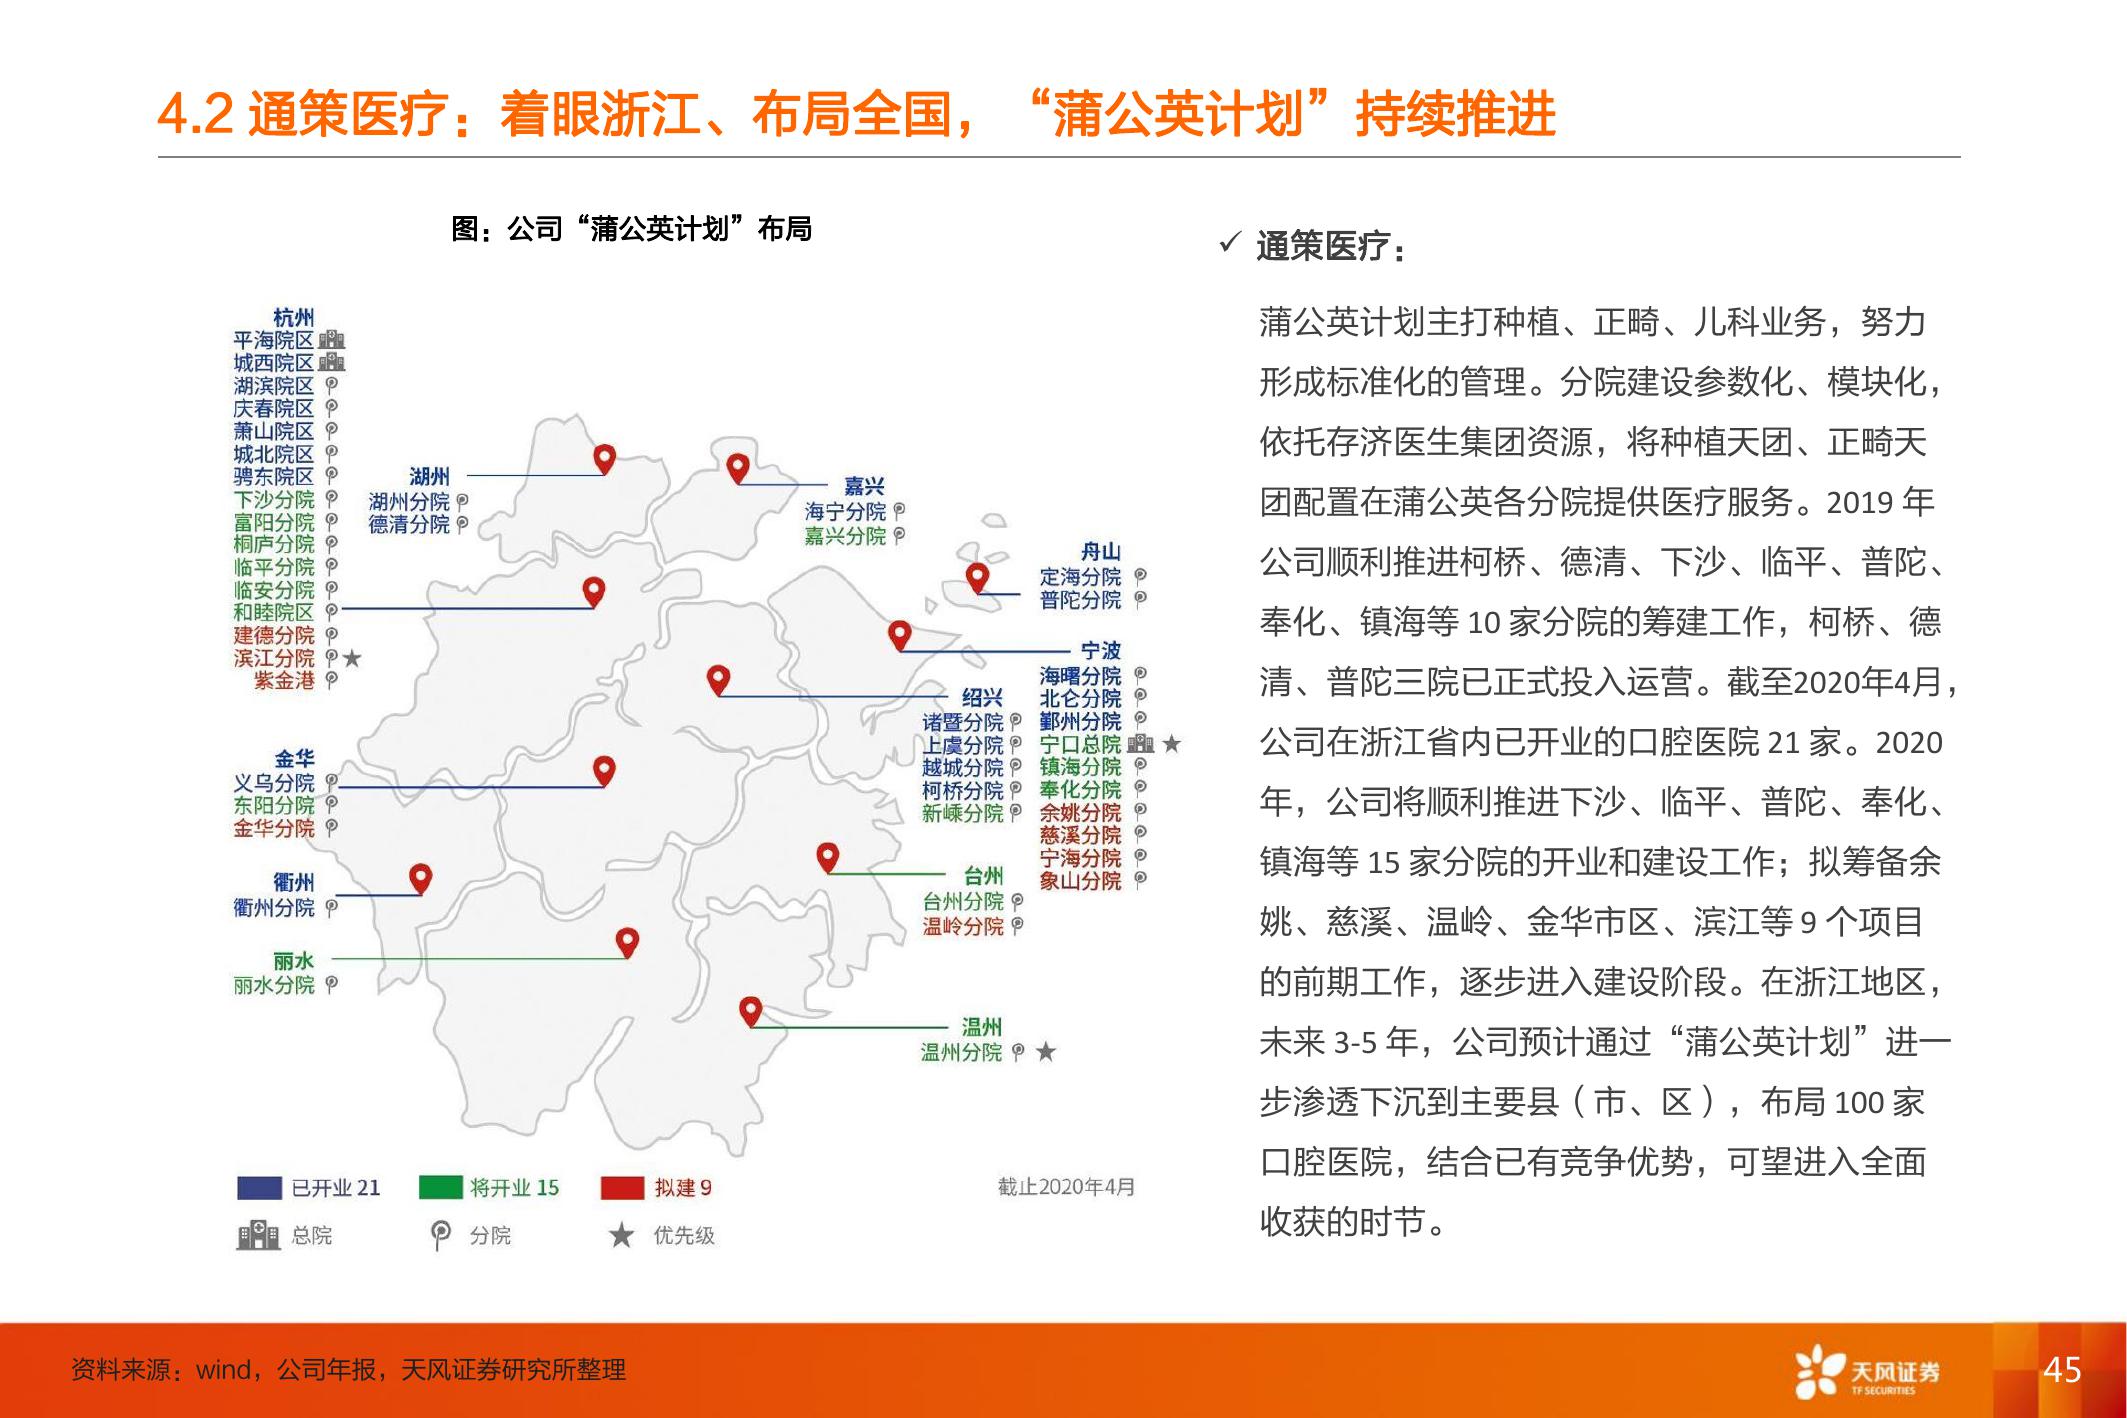 4.2 通策医疗：着眼浙江、布局全国，“蒲公英计划”持续推进
图：公司“蒲公英计划”布局
杭州
平海院区
城西院区
湖滨院区
庆春院区
萧山院区
城北院区
骋东院区
下沙分院
富阳分院
桐庐分院
临平分院
临安分院
和睦院区
建德分院
滨江分院
紫金港
湖州
湖州分院
德清分院
嘉兴
海宁分院
嘉兴分院
舟山
定海分院
普陀分院
宁波
海曙分院
北仑分院
鄞州分院
宁口总院
镇海分院
奉化分院
余姚分院
慈溪分院
宁海分院
象山分院
绍兴
诸暨分院
上虞分院
越城分院
柯桥分院
新嵊分院
金华
义乌分院
东阳分院
金华分院
衢州
衢州分院
丽水
丽水分院
台州
台州分院
温岭分院
温州
温州分院
已开业 21
将开业 15
拟建 9
截止2020年4月
总院
分院
优先级
✓ 通策医疗：
蒲公英计划主打种植、正畸、儿科业务，努力
形成标准化的管理。分院建设参数化、模块化，
依托存济医生集团资源，将种植天团、正畸天
团配置在蒲公英各分院提供医疗服务。2019 年
公司顺利推进柯桥、德清、下沙、临平、普陀、
奉化、镇海等 10 家分院的筹建工作，柯桥、德
清、普陀三院已正式投入运营。截至2020年4月，
公司在浙江省内已开业的口腔医院 21 家。2020
年，公司将顺利推进下沙、临平、普陀、奉化、
镇海等 15 家分院的开业和建设工作；拟筹备余
姚、慈溪、温岭、金华市区、滨江等 9 个项目
的前期工作，逐步进入建设阶段。在浙江地区，
未来 3-5 年，公司预计通过“蒲公英计划”进一
步渗透下沉到主要县（市、区），布局 100 家
口腔医院，结合已有竞争优势，可望进入全面
收获的时节。
资料来源：wind，公司年报，天风证券研究所整理
天风证券
TF SECURITIES
45